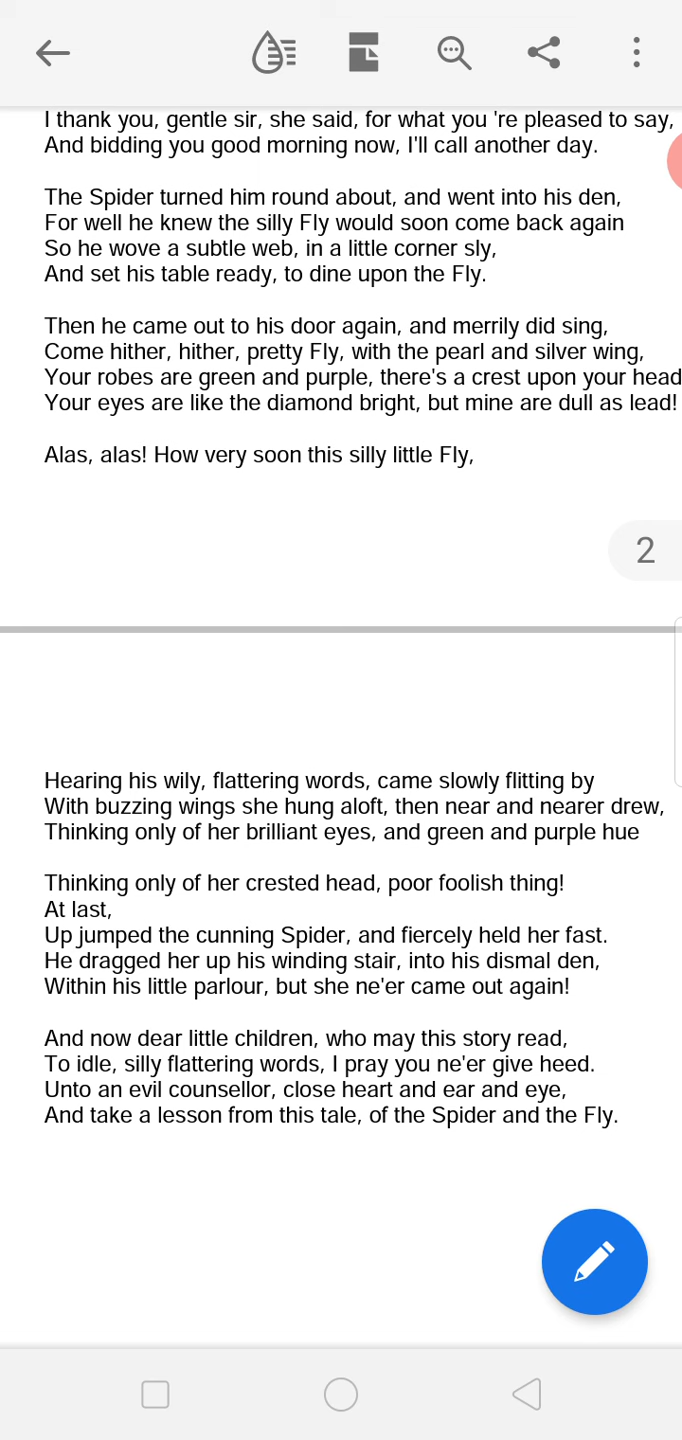 I thank you, gentle sir, she said, for what you 're pleased to say,
And bidding you good morning now, I'll call another day.
The Spider turned him round about, and went into his den,
For well he knew the silly Fly would soon come back again
So he wove a subtle web, in a little corner sly,
And set his table ready, to dine upon the Fly.
Then he came out to his door again, and merrily did sing,
Come hither, hither, pretty Fly, with the pearl and silver wing,
Your robes are green and purple, there's a crest upon your head
Your eyes are like the diamond bright, but mine are dull as lead!
Alas, alas! How very soon this silly little Fly,
2
Hearing his wily, flattering words, came slowly flitting by
With buzzing wings she hung aloft, then near and nearer drew,
Thinking only of her brilliant eyes, and green and purple hue
Thinking only of her crested head, poor foolish thing!
At last,
Up jumped the cunning Spider, and fiercely held her fast.
He dragged her up his winding stair, into his dismal den,
Within his little parlour, but she ne'er came out again!
And now dear little children, who may this story read,
To idle, silly flattering words, I pray you ne'er give heed.
Unto an evil counsellor, close heart and ear and eye,
And take a lesson from this tale, of the Spider and the Fly.